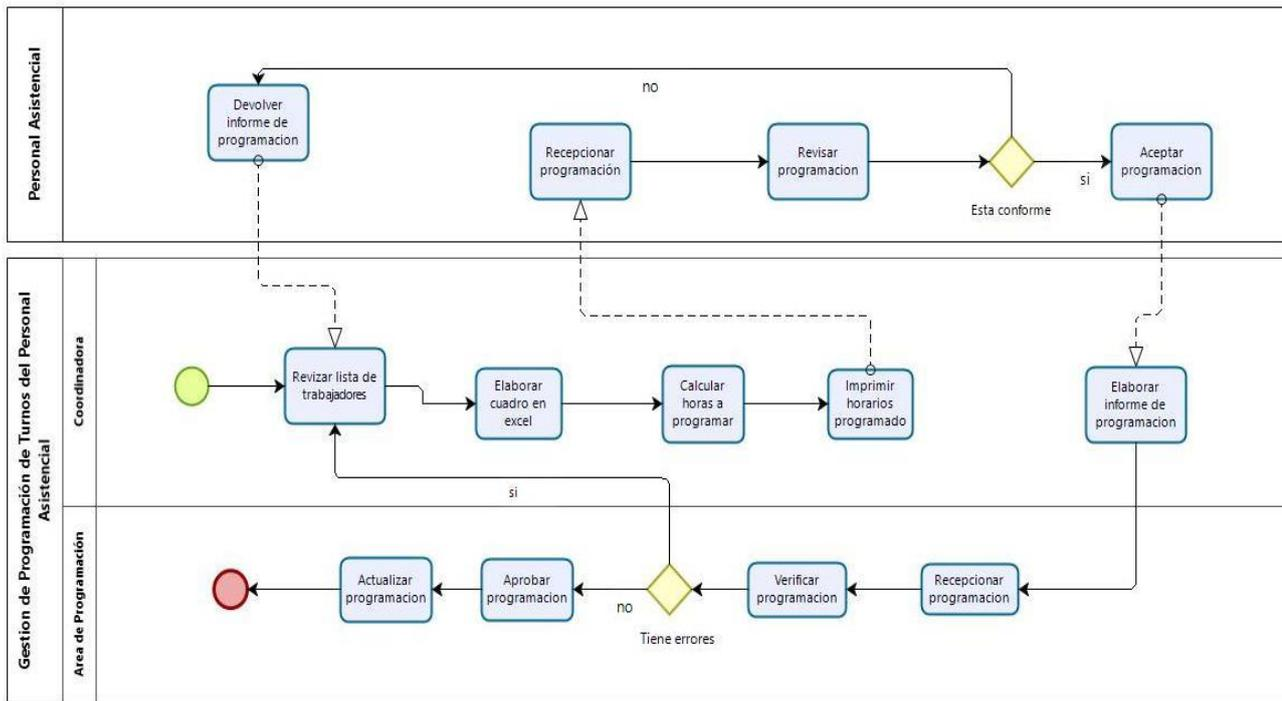 Personal Asistencial
Devolver
informe de
programacion
no
Recepcionar
programación
Revisar
programacion
Esta conforme
si
Aceptar
programacion
Gestion de Programación de Turnos del Personal
Asistencial
Coordinadora
Revizar lista de
trabajadores
Elaborar
cuadro en
excel
Calcular
horas a
programar
Imprimir
horarios
programado
Elaborar
informe de
programacion
si
Area de Programación
Actualizar
programacion
Aprobar
programacion
no
Tiene errores
Verificar
programacion
Recepcionar
programacion